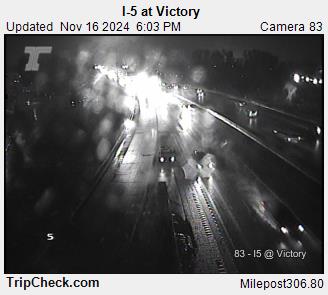 I-5 at Victory
Updated Nov 16 2024 6:03 PM Camera 83
T
S
83 - I5 @ Victory
TripCheck.com Milepost306.80